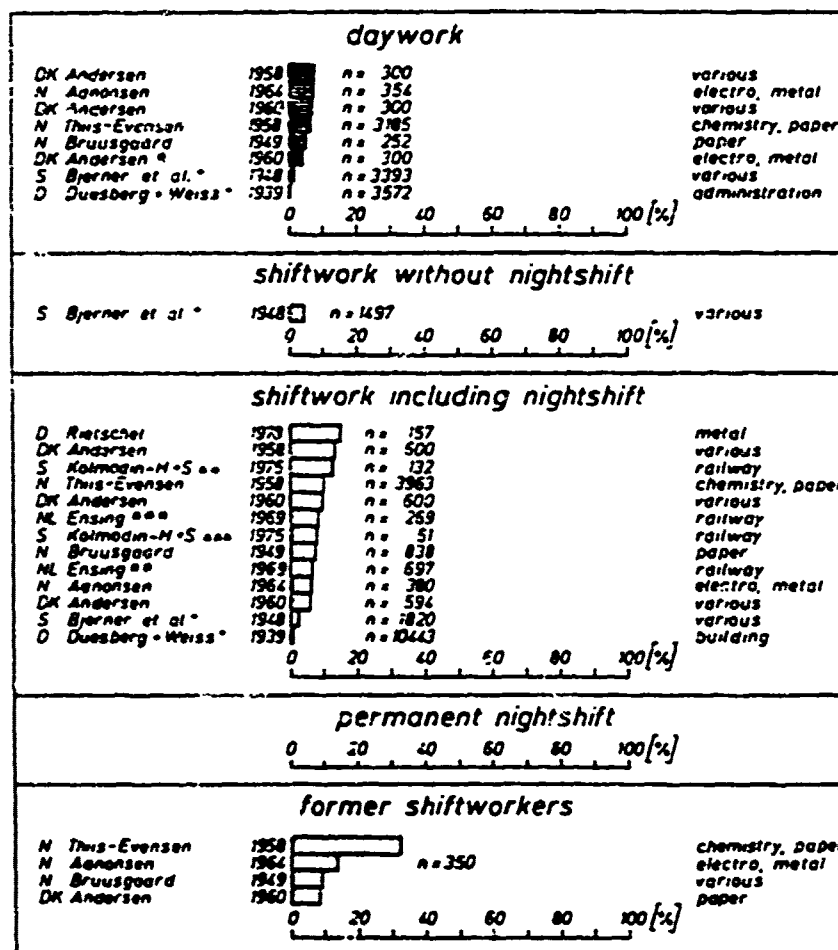 daywork
DK Andersen 1958 n = 300 various
N Aanonsen 1964 n = 354 electro, metal
DK Andersen 1960 n = 300 various
N Thiis-Evensen 1958 n = 3185 chemistry, paper
N Bruusgaard 1949 n = 252 paper
DK Andersen * 1960 n = 300 electro, metal
S Bjerner et al. * 1948 n = 3393 various
D Duesberg + Weiss * 1939 n = 3572 administration
0 20 40 60 80 100 [%]
shiftwork without nightshift
S Bjerner et al * 1948 n = 1497 various
0 20 40 60 80 100 [%]
shiftwork including nightshift
D Rietschel n = 157 metal
DK Andersen 1958 n = 500 various
S Kolmodin-H + S ** 1975 n = 132 railway
N Thiis-Evensen 1958 n = 3963 chemistry, paper
DK Andersen 1960 n = 600 various
NL Ensing *** 1969 n = 269 railway
S Kolmodin-H + S *** 1975 n = 51 railway
N Bruusgaard 1949 n = 838 paper
NL Ensing ** 1969 n = 697 railway
N Aanonsen 1964 n = 380 electro, metal
DK Andersen 1960 n = 594 various
S Bjerner et al * 1948 n = 1820 various
D Duesberg + Weiss * 1939 n = 10443 building
0 20 40 60 80 100 [%]
permanent nightshift
0 20 40 60 80 100 [%]
former shiftworkers
N Thiis-Evensen 1958 chemistry, paper
N Aanonsen 1964 n = 350 electro, metal
N Bruusgaard 1949 various
DK Andersen 1960 paper
0 20 40 60 80 100 [%]